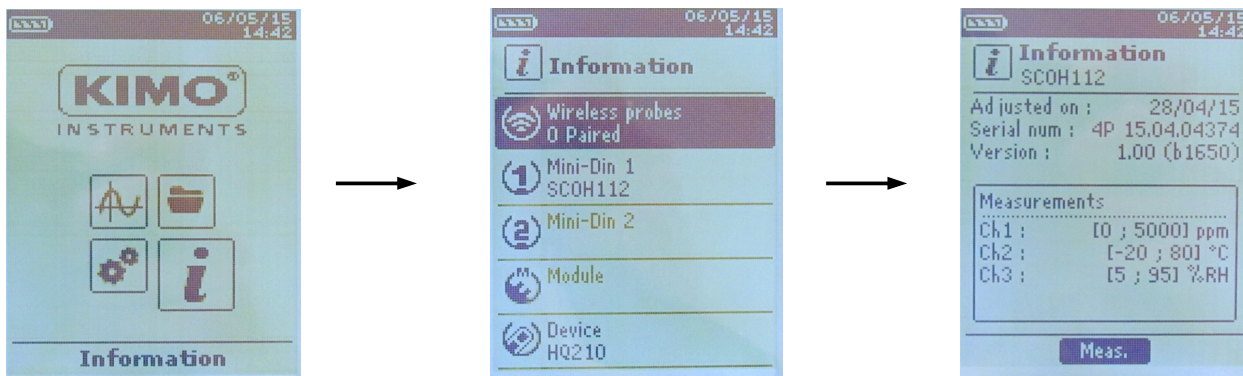 06/05/15
14:42
KIMO®
INSTRUMENTS
i
Information
06/05/15
14:42
i Information
Wireless probes
0 Paired
1 Mini-Din 1
SCOH112
2 Mini-Din 2
M Module
Device
HQ210
06/05/15
14:42
i Information
SCOH112
Adjusted on : 28/04/15
Serial num : 4P 15.04.04374
Version : 1.00 (b1650)
Measurements
Ch1 : [0 ; 5000] ppm
Ch2 : [-20 ; 80] °C
Ch3 : [5 ; 95] %RH
Meas.